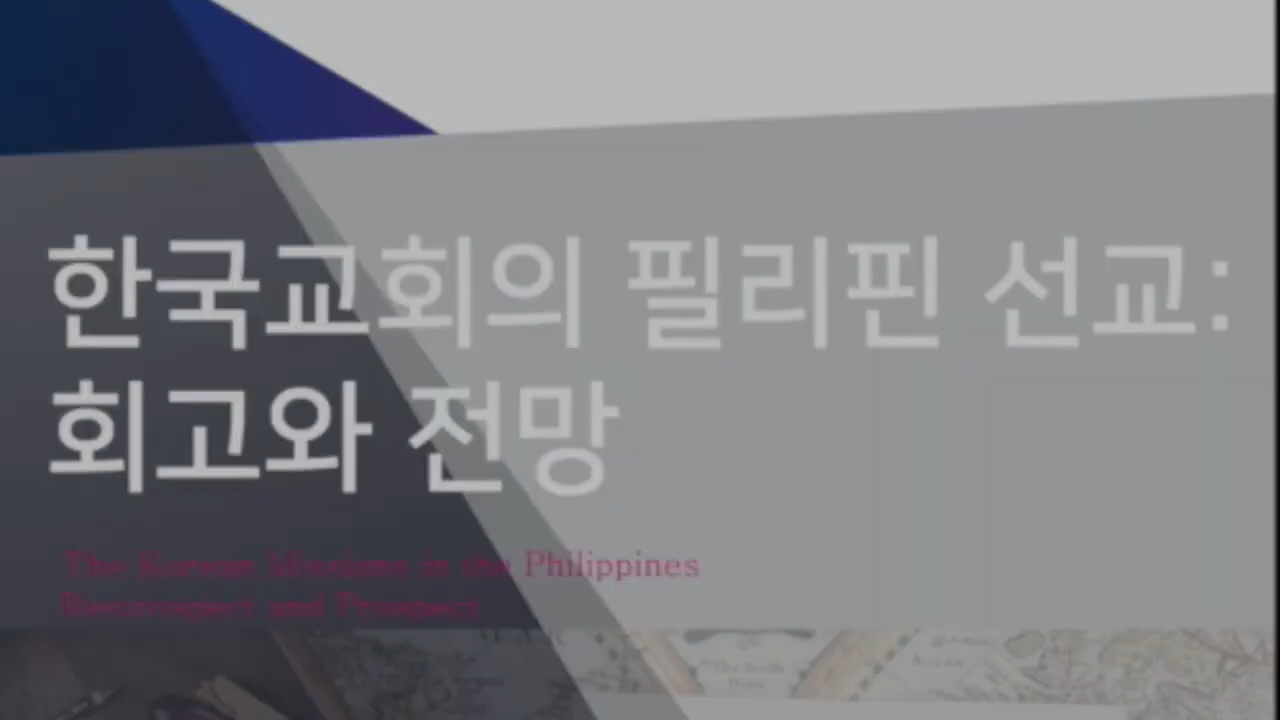 한국교회의 필리핀 선교:
회고와 전망
The Korean Missions in the Philippines
Restrospect and Prospect